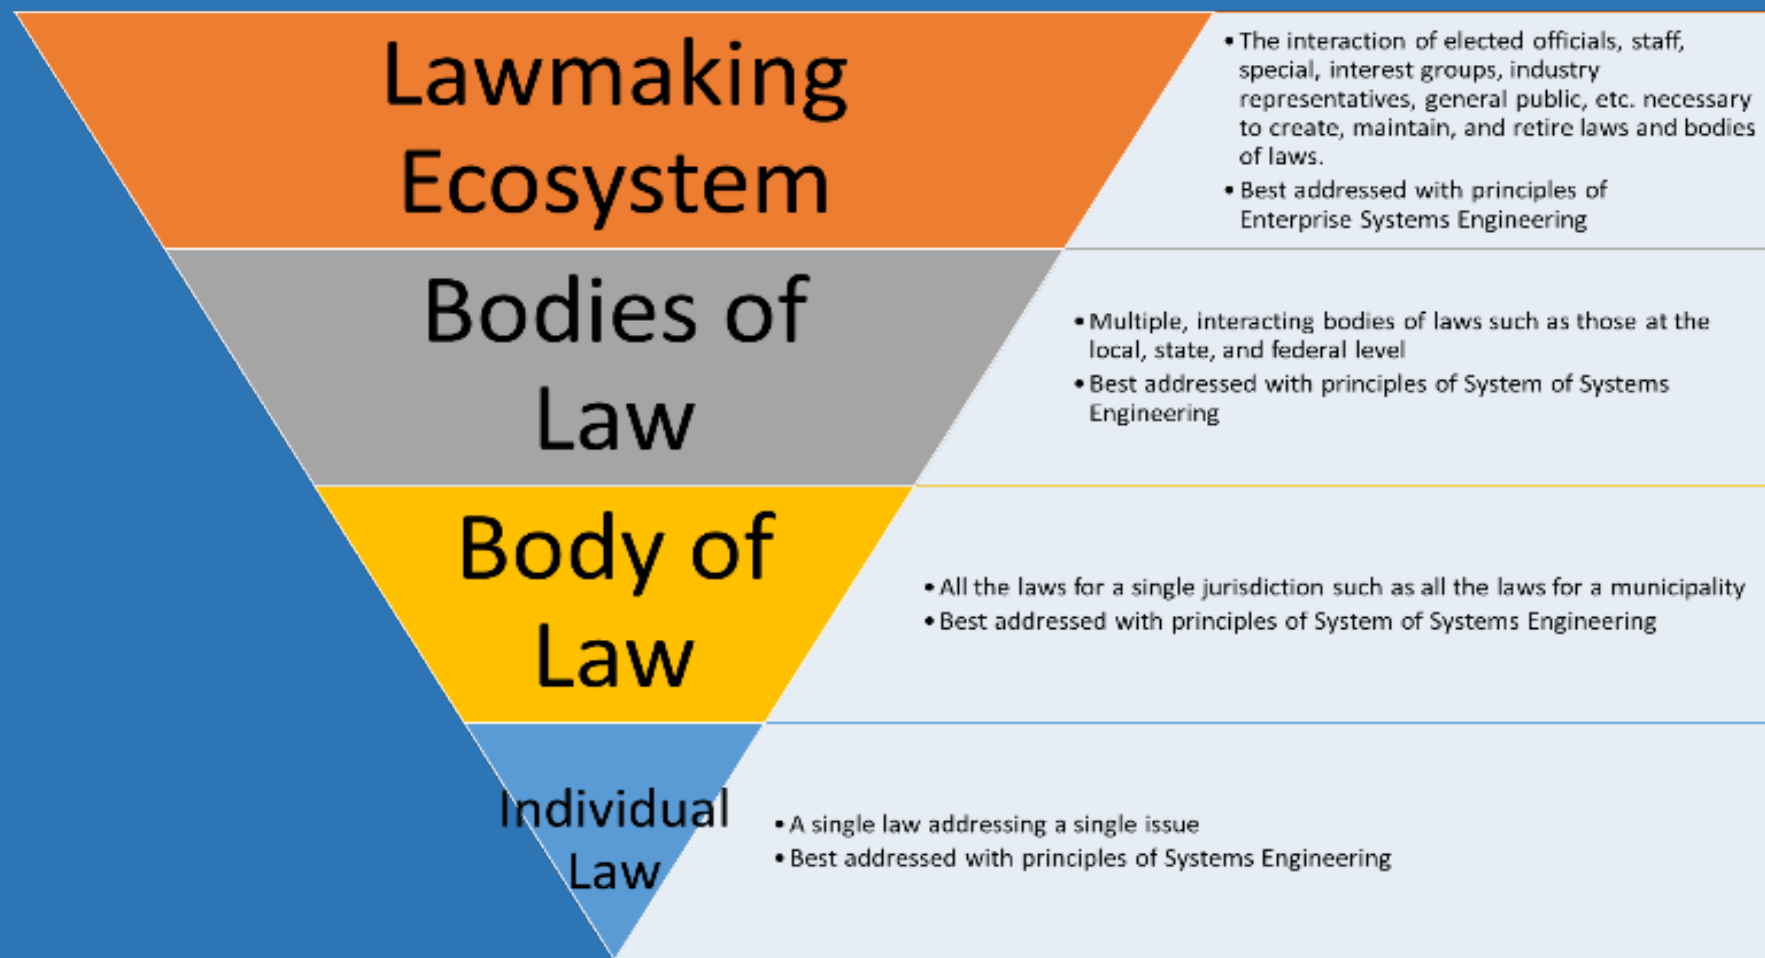 Lawmaking
Ecosystem
• The interaction of elected officials, staff,
special, interest groups, industry
representatives, general public, etc. necessary
to create, maintain, and retire laws and bodies
of laws.
• Best addressed with principles of
Enterprise Systems Engineering
Bodies of
Law
• Multiple, interacting bodies of laws such as those at the
local, state, and federal level
• Best addressed with principles of System of Systems
Engineering
Body of
Law
• All the laws for a single jurisdiction such as all the laws for a municipality
• Best addressed with principles of System of Systems Engineering
Individual
Law
• A single law addressing a single issue
• Best addressed with principles of Systems Engineering